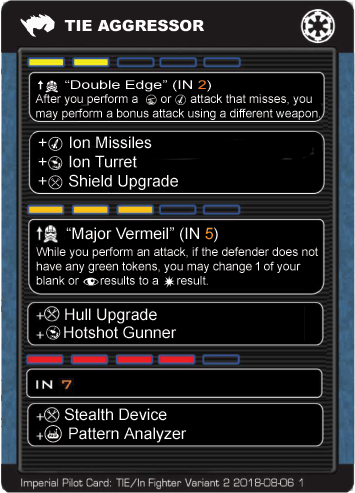 TIE AGGRESSOR
"Double Edge" (IN 2)
After you perform a or attack that misses, you
may perform a bonus attack using a different weapon.
+ Ion Missiles
+ Ion Turret
+ Shield Upgrade
"Major Vermeil" (IN 5)
While you perform an attack, if the defender does not
have any green tokens, you may change 1 of your
blank or results to a result.
+ Hull Upgrade
+ Hotshot Gunner
IN 7
+ Stealth Device
+ Pattern Analyzer
Imperial Pilot Card: TIE/In Fighter Variant 2 2018-08-06 1